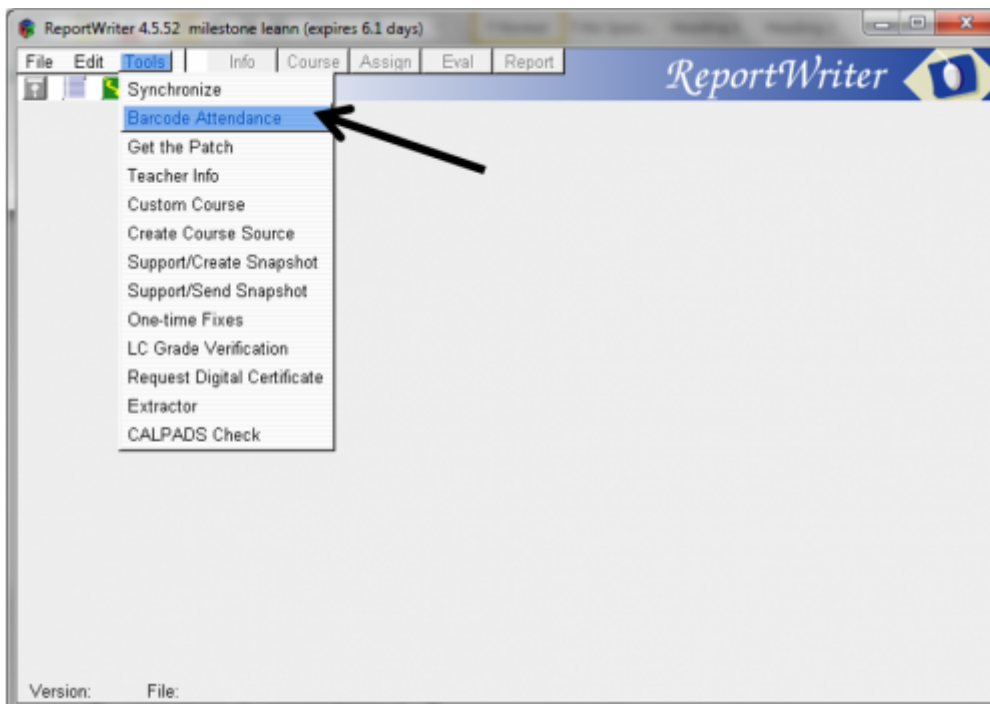 ReportWriter 4.5.52 milestone leann (expires 6.1 days)
File Edit Tools Info Course Assign Eval Report
ReportWriter
Synchronize
Barcode Attendance
Get the Patch
Teacher Info
Custom Course
Create Course Source
Support/Create Snapshot
Support/Send Snapshot
One-time Fixes
LC Grade Verification
Request Digital Certificate
Extractor
CALPADS Check
Version: File: